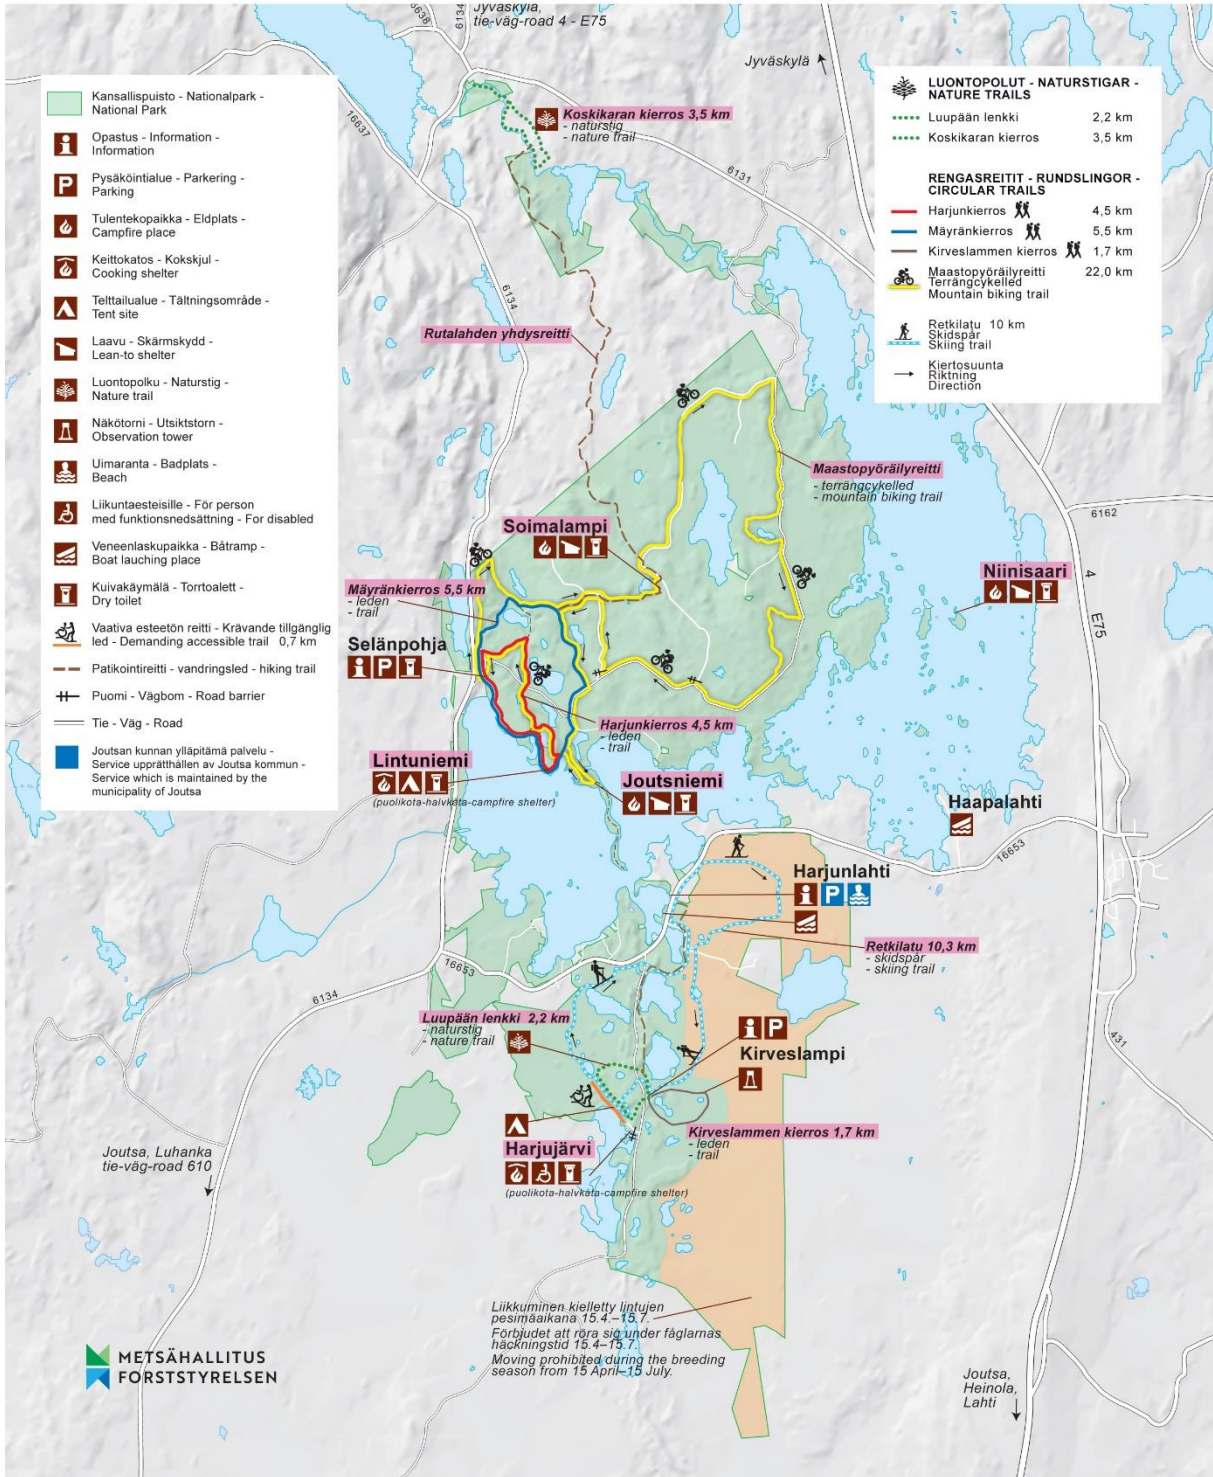 Jyväskylä,
tie-väg-road 4 - E75
6638
6134
Jyväskylä
16637
Kansallispuisto - Nationalpark -
National Park
Opastus - Information -
Information
Pysäköintialue - Parkering -
Parking
Tulentekopaikka - Eldplats -
Campfire place
Keittokatos - Kokskjul -
Cooking shelter
Telttailualue - Tältningsområde -
Tent site
Laavu - Skärmskydd -
Lean-to shelter
Luontopolku - Naturstig -
Nature trail
Näkötorni - Utsiktstorn -
Observation tower
Uimaranta - Badplats -
Beach
Liikuntaesteisille - För person
med funktionsnedsättning - For disabled
Veneenlaskupaikka - Båtramp -
Boat lauching place
Kuivakäymälä - Torrtoalett -
Dry toilet
Vaativa esteetön reitti - Krävande tillgänglig
led - Demanding accessible trail 0,7 km
Patikointireitti - vandringsled - hiking trail
Puomi - Vägbom - Road barrier
Tie - Väg - Road
Joutsan kunnan ylläpitämä palvelu -
Service upprätthållen av Joutsa kommun -
Service which is maintained by the
municipality of Joutsa
LUONTOPOLUT - NATURSTIGAR -
NATURE TRAILS
Luupään lenkki 2,2 km
Koskikaran kierros 3,5 km
RENGASREITIT - RUNDSLINGOR -
CIRCULAR TRAILS
Harjunkierros 4,5 km
Mäyränkierros 5,5 km
Kirveslammen kierros 1,7 km
Maastopyöräilyreitti 22,0 km
Terrängcykelled
Mountain biking trail
Retkilatu 10 km
Skidspår
Skiing trail
Kiertosuunta
Riktning
Direction
Koskikaran kierros 3,5 km
- naturstig
- nature trail
6131
6134
Rutalahden yhdysreitti
Maastopyöräilyreitti
- terrängcykelled
- mountain biking trail
6162
4
E75
Soimalampi
Niinisaari
Mäyränkierros 5,5 km
- leden
- trail
Selänpohja
P
Harjunkierros 4,5 km
- leden
- trail
Lintuniemi
(puolikota-halvkåta-campfire shelter)
Joutsniemi
Haapalahti
16653
Harjunlahti
P
Retkilatu 10,3 km
- skidspår
- skiing trail
16653
6134
431
Luupään lenkki 2,2 km
- naturstig
- nature trail
P
Kirveslampi
Kirveslammen kierros 1,7 km
- leden
- trail
Harjujärvi
(puolikota-halvkåta-campfire shelter)
Joutsa, Luhanka
tie-väg-road 610
Liikkuminen kielletty lintujen
pesimäaikana 15.4.–15.7.
Förbjudet att röra sig under fåglarnas
häckningstid 15.4–15.7.
Moving prohibited during the breeding
season from 15 April–15 July.
METSÄHALLITUS
FORSTSTYRELSEN
Joutsa,
Heinola,
Lahti